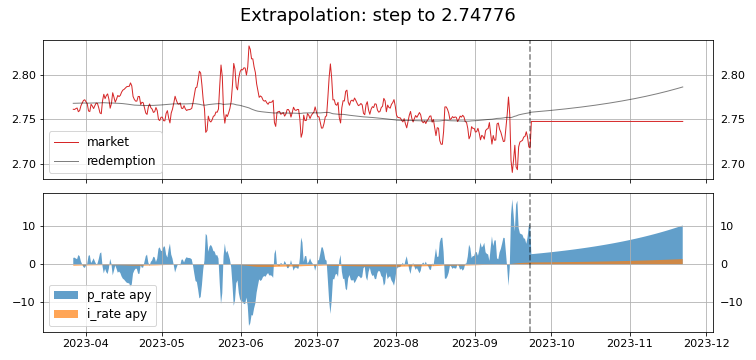 Extrapolation: step to 2.74776
2.80 2.80
2.75 2.75
2.70 2.70
market
redemption
10 10
0 0
−10 −10
p_rate apy
i_rate apy
2023-04 2023-05 2023-06 2023-07 2023-08 2023-09 2023-10 2023-11 2023-12